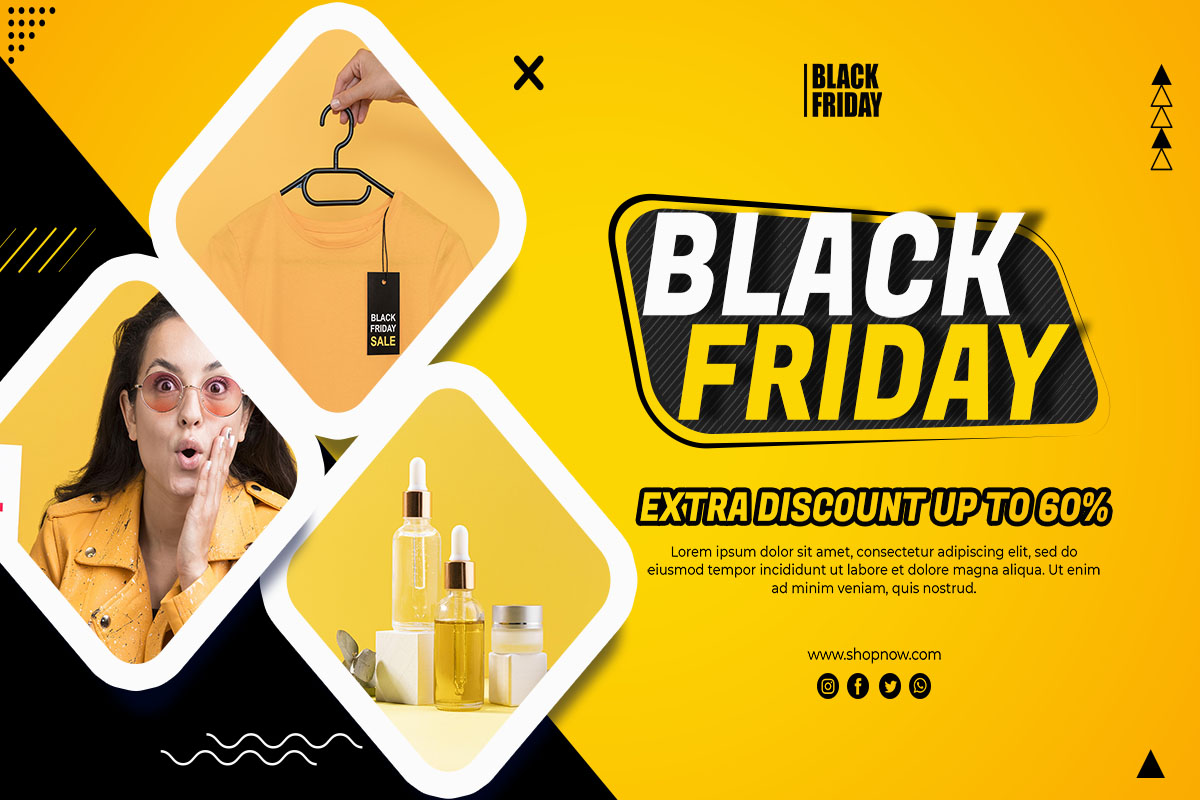 BLACK
FRIDAY
BLACK
FRIDAY
SALE
BLACK
FRIDAY
EXTRA DISCOUNT UP TO 60%
Lorem ipsum dolor sit amet, consectetur adipiscing elit, sed do
eiusmod tempor incididunt ut labore et dolore magna aliqua. Ut enim
ad minim veniam, quis nostrud.
www.shopnow.com